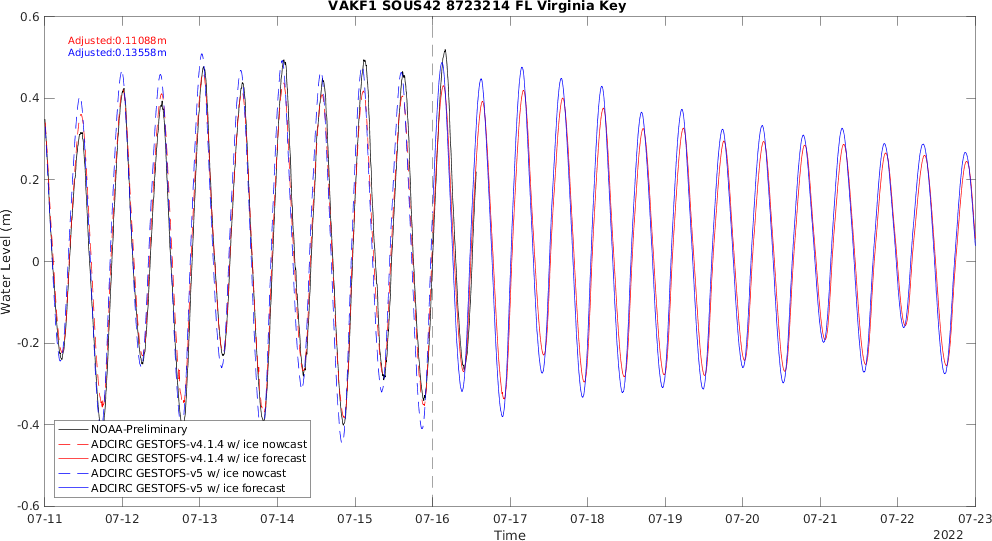 VAKF1 SOUS42 8723214 FL Virginia Key
Adjusted:0.11088m
Adjusted:0.13558m
Water Level (m)
0.6
0.4
0.2
0
-0.2
-0.4
-0.6
NOAA-Preliminary
ADCIRC GESTOFS-v4.1.4 w/ ice nowcast
ADCIRC GESTOFS-v4.1.4 w/ ice forecast
ADCIRC GESTOFS-v5 w/ ice nowcast
ADCIRC GESTOFS-v5 w/ ice forecast
07-11 07-12 07-13 07-14 07-15 07-16 07-17 07-18 07-19 07-20 07-21 07-22 07-23
Time
2022